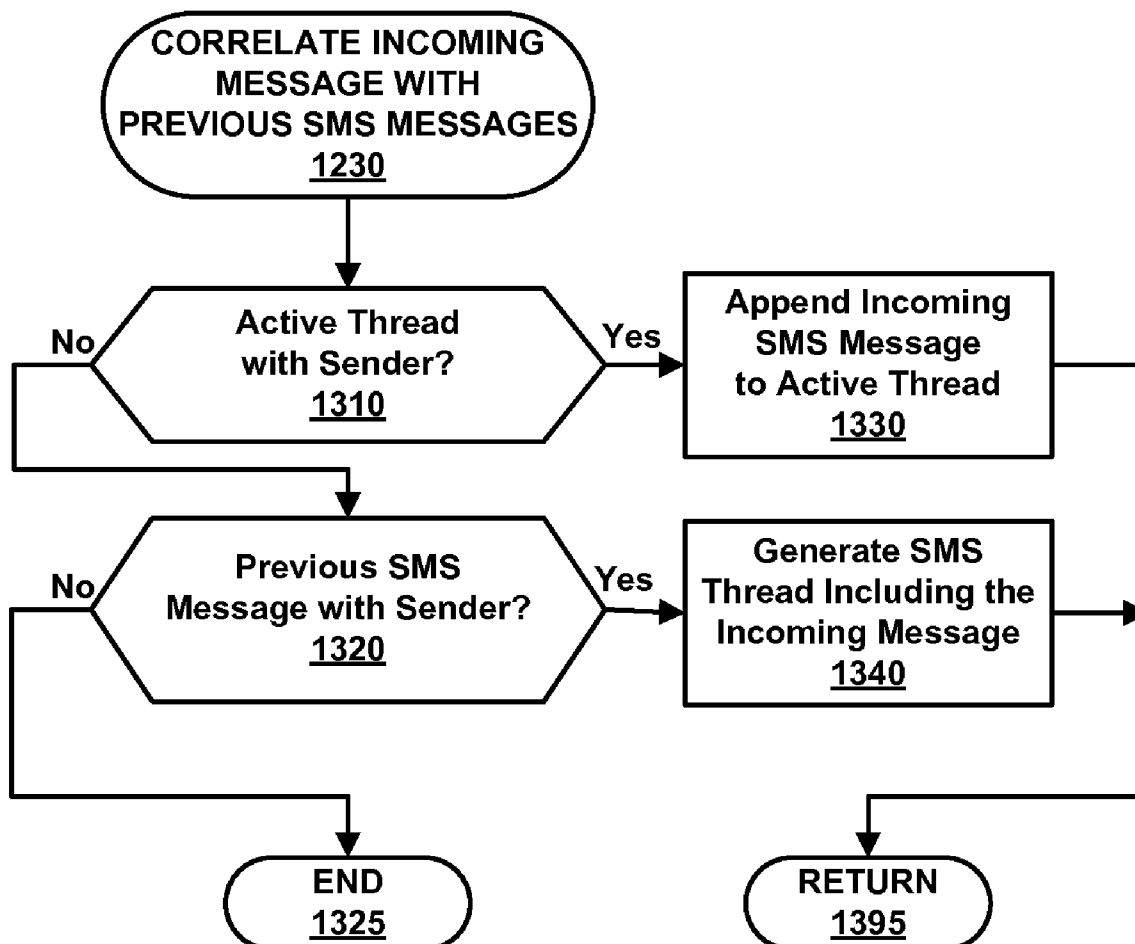 CORRELATE INCOMING
MESSAGE WITH
PREVIOUS SMS MESSAGES
1230
Active Thread
with Sender?
1310
No
Yes
Append Incoming
SMS Message
to Active Thread
1330
Previous SMS
Message with Sender?
1320
No
Yes
Generate SMS
Thread Including the
Incoming Message
1340
END
1325
RETURN
1395